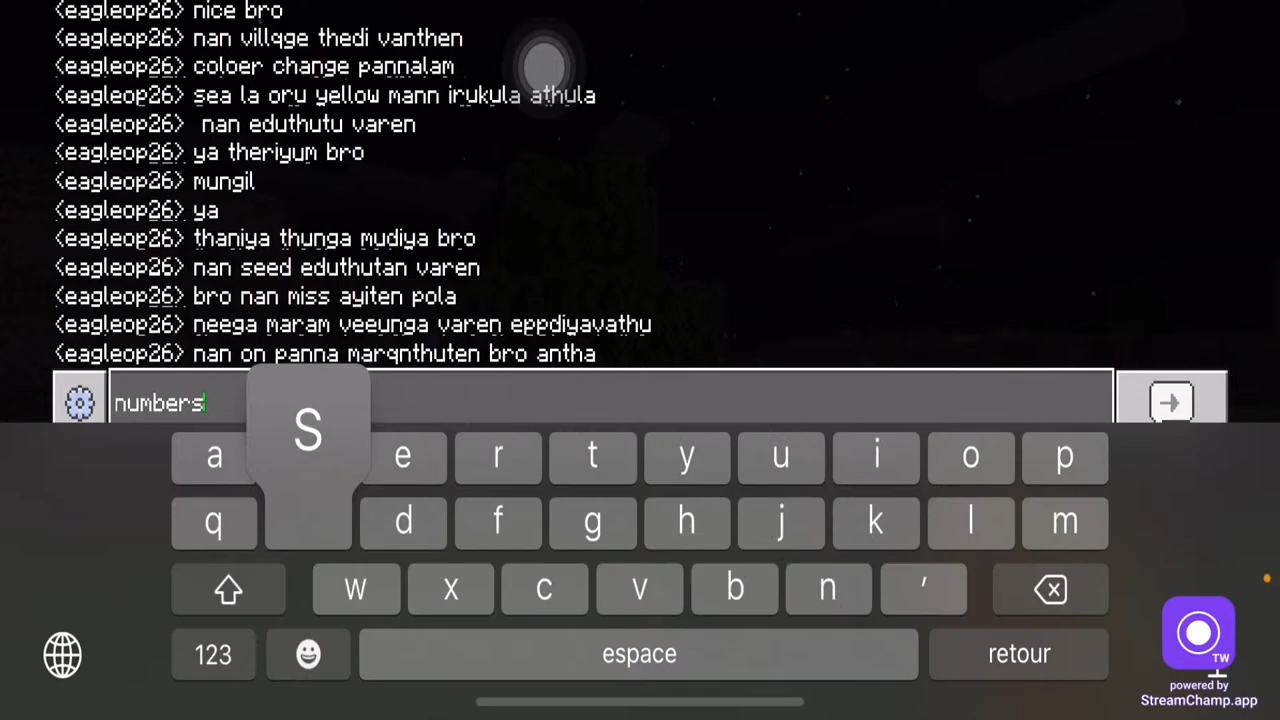 <eagleop26> nice bro
<eagleop26> nan villqge thedi vanthen
<eagleop26> coloer change pannalam
<eagleop26> sea la oru yellow mann irukula athula
<eagleop26>  nan eduthutu varen
<eagleop26> ya theriyum bro
<eagleop26> mungil
<eagleop26> ya
<eagleop26> thaniya thunga mudiya bro
<eagleop26> nan seed eduthutan varen
<eagleop26> bro nan miss ayiten pola
<eagleop26> neega maram veeunga varen eppdiyavathu
<eagleop26> nan on panna marqnthuten bro antha
numbers
S
a e r t y u i o p
q d f g h j k l m
w x c v b n '
123 espace retour
TW
powered by
StreamChamp.app